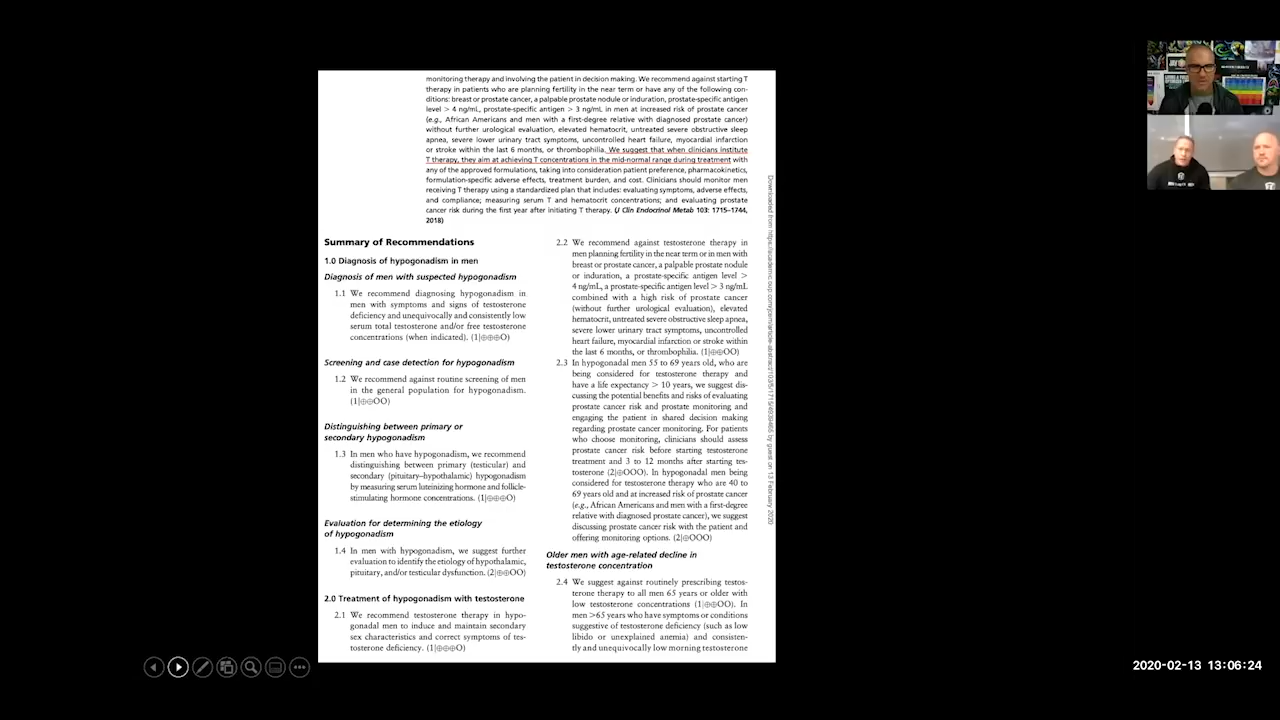 monitoring therapy and involving the patient in decision making. We recommend against starting T
therapy in patients who are planning fertility in the near term or have any of the following con-
ditions: breast or prostate cancer, a palpable prostate nodule or induration, prostate-specific antigen
level > 4 ng/mL, prostate-specific antigen > 3 ng/mL in men at increased risk of prostate cancer
(e.g., African Americans and men with a first-degree relative with diagnosed prostate cancer)
without further urological evaluation, elevated hematocrit, untreated severe obstructive sleep
apnea, severe lower urinary tract symptoms, uncontrolled heart failure, myocardial infarction
or stroke within the last 6 months, or thrombophilia. We suggest that when clinicians institute
T therapy, they aim at achieving T concentrations in the mid-normal range during treatment with
any of the approved formulations, taking into consideration patient preference, pharmacokinetics,
formulation-specific adverse effects, treatment burden, and cost. Clinicians should monitor men
receiving T therapy using a standardized plan that includes: evaluating symptoms, adverse effects,
and compliance; measuring serum T and hematocrit concentrations; and evaluating prostate
cancer risk during the first year after initiating T therapy. (J Clin Endocrinol Metab 103: 1715–1744,
2018)
Summary of Recommendations
1.0 Diagnosis of hypogonadism in men
Diagnosis of men with suspected hypogonadism
1.1 We recommend diagnosing hypogonadism in
men with symptoms and signs of testosterone
deficiency and unequivocally and consistently low
serum total testosterone and/or free testosterone
concentrations (when indicated). (1|⊕⊕⊕O)
Screening and case detection for hypogonadism
1.2 We recommend against routine screening of men
in the general population for hypogonadism.
(1|⊕⊕OO)
Distinguishing between primary or
secondary hypogonadism
1.3 In men who have hypogonadism, we recommend
distinguishing between primary (testicular) and
secondary (pituitary–hypothalamic) hypogonadism
by measuring serum luteinizing hormone and follicle-
stimulating hormone concentrations. (1|⊕⊕⊕O)
Evaluation for determining the etiology
of hypogonadism
1.4 In men with hypogonadism, we suggest further
evaluation to identify the etiology of hypothalamic,
pituitary, and/or testicular dysfunction. (2|⊕⊕OO)
2.0 Treatment of hypogonadism with testosterone
2.1 We recommend testosterone therapy in hypo-
gonadal men to induce and maintain secondary
sex characteristics and correct symptoms of tes-
tosterone deficiency. (1|⊕⊕⊕O)
2.2 We recommend against testosterone therapy in
men planning fertility in the near term or in men with
breast or prostate cancer, a palpable prostate nodule
or induration, a prostate-specific antigen level >
4 ng/mL, a prostate-specific antigen level > 3 ng/mL
combined with a high risk of prostate cancer
(without further urological evaluation), elevated
hematocrit, untreated severe obstructive sleep apnea,
severe lower urinary tract symptoms, uncontrolled
heart failure, myocardial infarction or stroke within
the last 6 months, or thrombophilia. (1|⊕⊕OO)
2.3 In hypogonadal men 55 to 69 years old, who are
being considered for testosterone therapy and
have a life expectancy > 10 years, we suggest dis-
cussing the potential benefits and risks of evaluating
prostate cancer risk and prostate monitoring and
engaging the patient in shared decision making
regarding prostate cancer monitoring. For patients
who choose monitoring, clinicians should assess
prostate cancer risk before starting testosterone
treatment and 3 to 12 months after starting tes-
tosterone (2|⊕OOO). In hypogonadal men being
considered for testosterone therapy who are 40 to
69 years old and at increased risk of prostate cancer
(e.g., African Americans and men with a first-degree
relative with diagnosed prostate cancer), we suggest
discussing prostate cancer risk with the patient and
offering monitoring options. (2|⊕OOO)
Older men with age-related decline in
testosterone concentration
2.4 We suggest against routinely prescribing testos-
terone therapy to all men 65 years or older with
low testosterone concentrations (1|⊕⊕OO). In
men >65 years who have symptoms or conditions
suggestive of testosterone deficiency (such as low
libido or unexplained anemia) and consisten-
tly and unequivocally low morning testosterone
by guest on 13 February 2020
2020-02-13 13:06:24